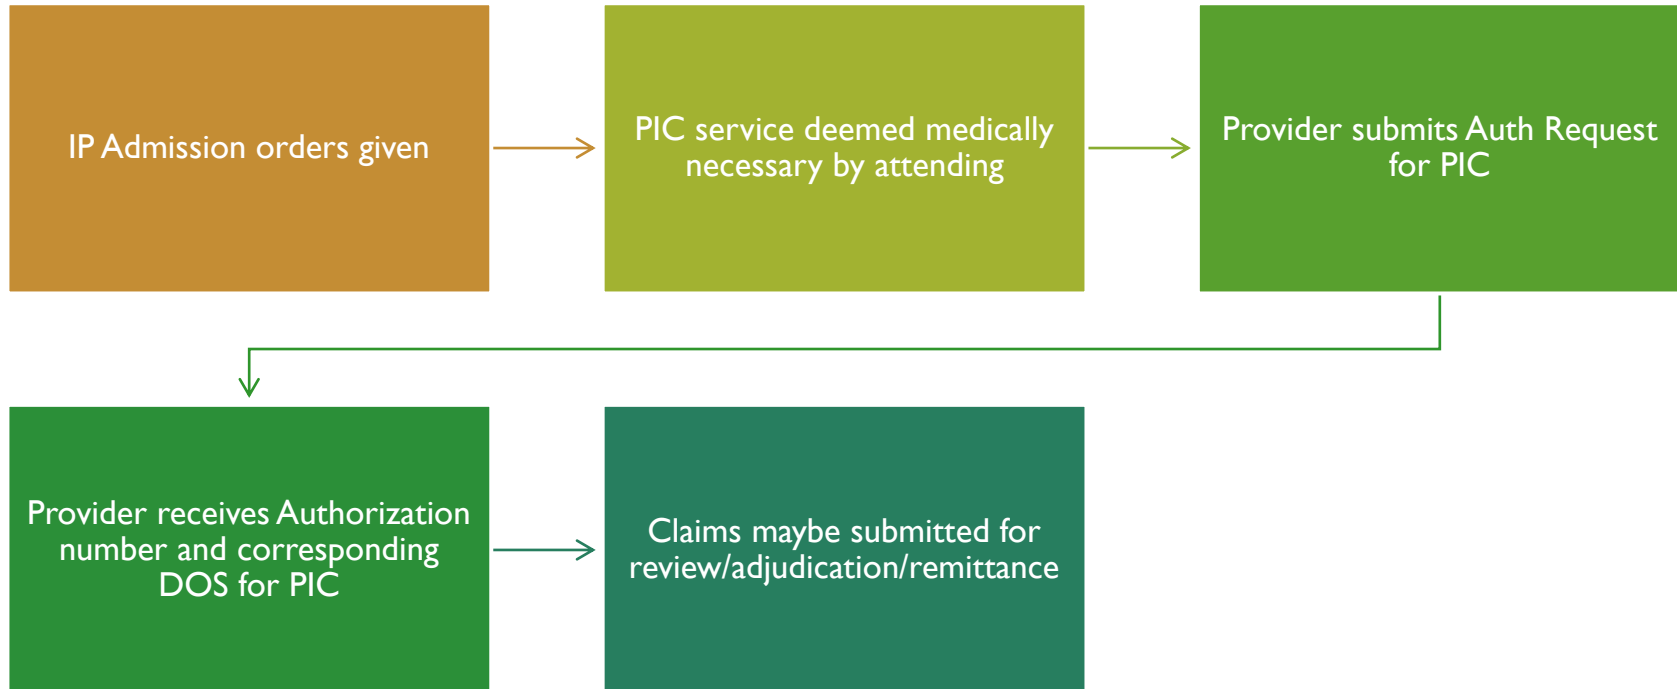 IP Admission orders given
PIC service deemed medically
necessary by attending
Provider submits Auth Request
for PIC
Provider receives Authorization
number and corresponding
DOS for PIC
Claims maybe submitted for
review/adjudication/remittance